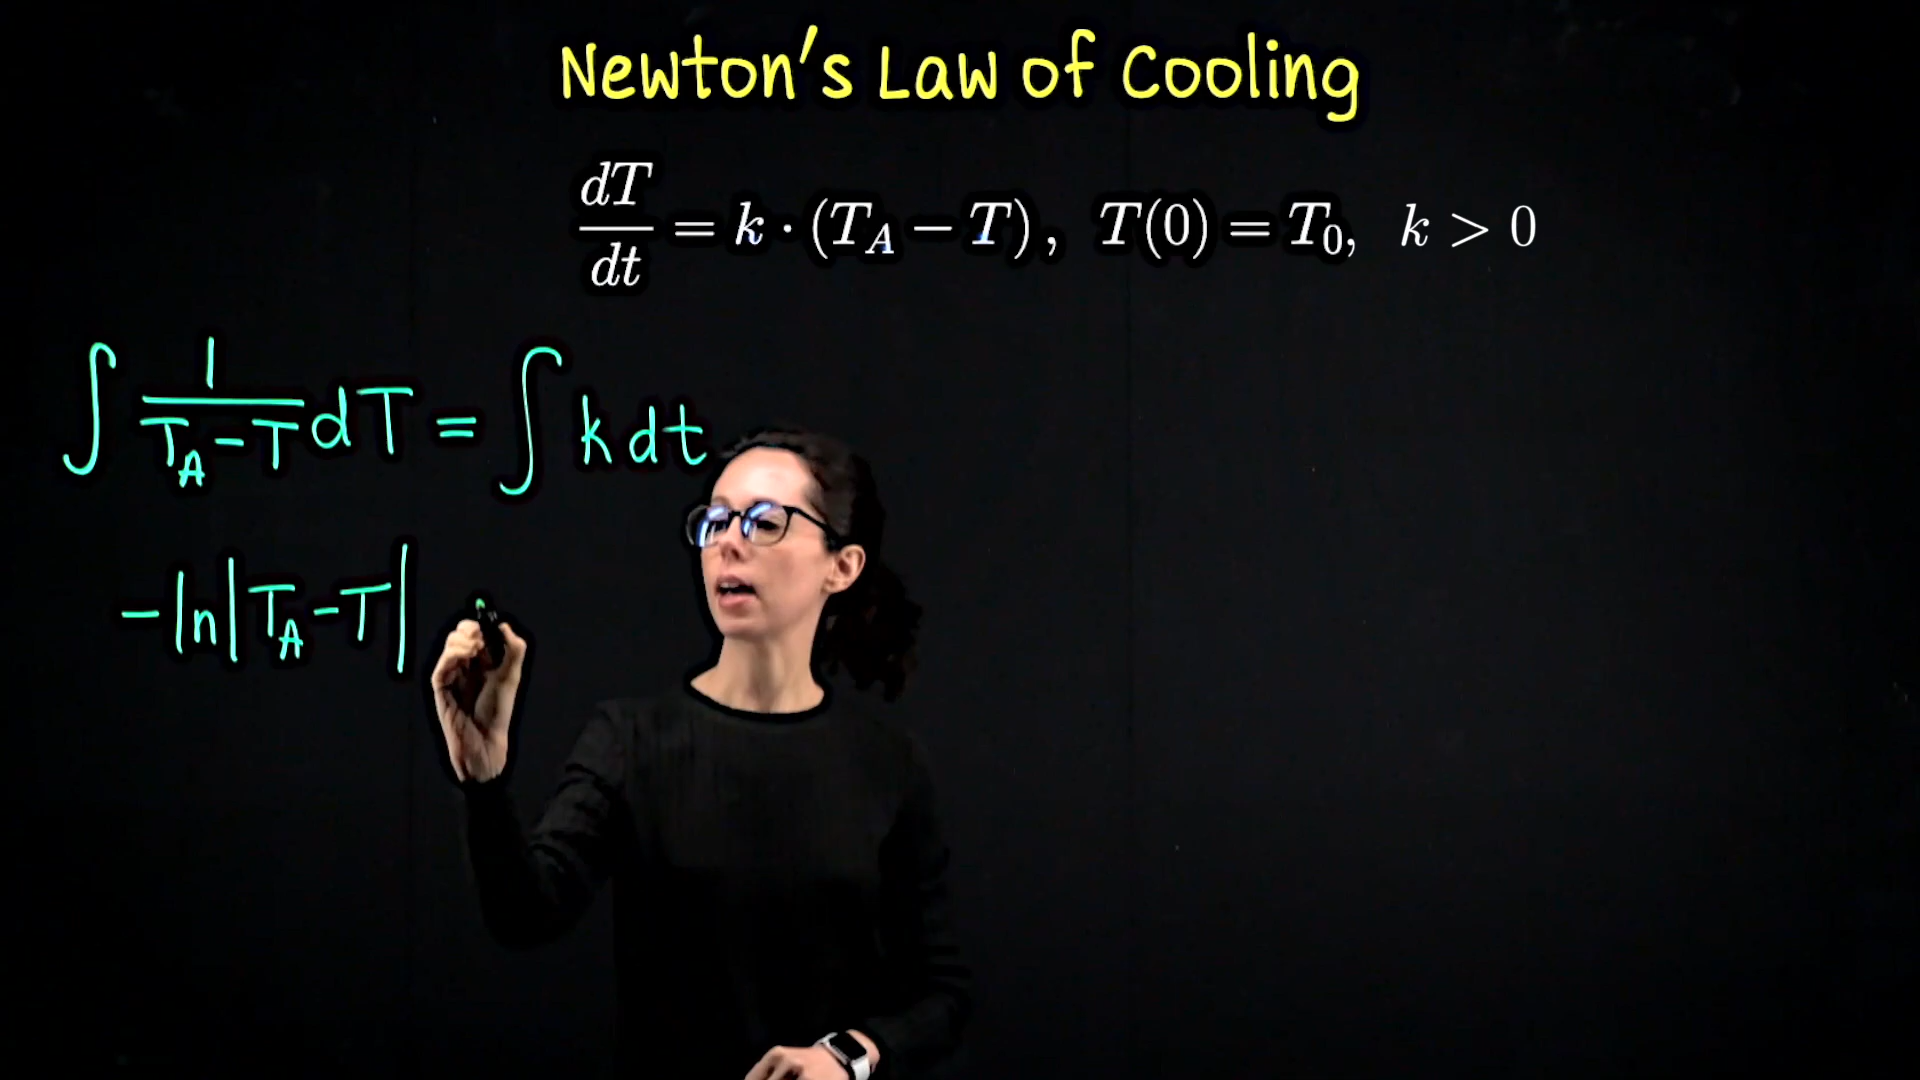 Newton's Law of Cooling
dT/dt = k · (T_A − T), T(0) = T_0, k > 0
∫ 1/(T_A − T) dT = ∫ k dt
−ln|T_A − T|